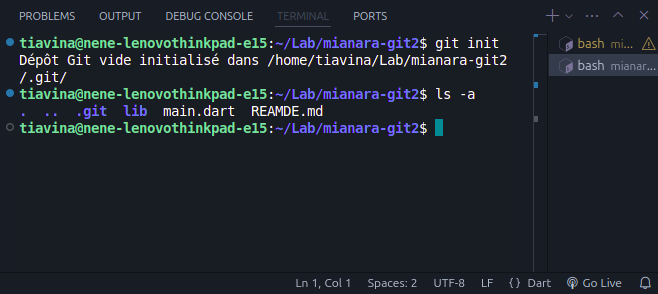 PROBLEMS OUTPUT DEBUG CONSOLE TERMINAL PORTS
tiavina@nene-lenovothinkpad-e15:~/Lab/mianara-git2$ git init
Dépôt Git vide initialisé dans /home/tiavina/Lab/mianara-git2
/.git/
tiavina@nene-lenovothinkpad-e15:~/Lab/mianara-git2$ ls -a
. .. .git lib main.dart REAMDE.md
tiavina@nene-lenovothinkpad-e15:~/Lab/mianara-git2$
bash mi...
bash mianar
Ln 1, Col 1 Spaces: 2 UTF-8 LF {} Dart Go Live